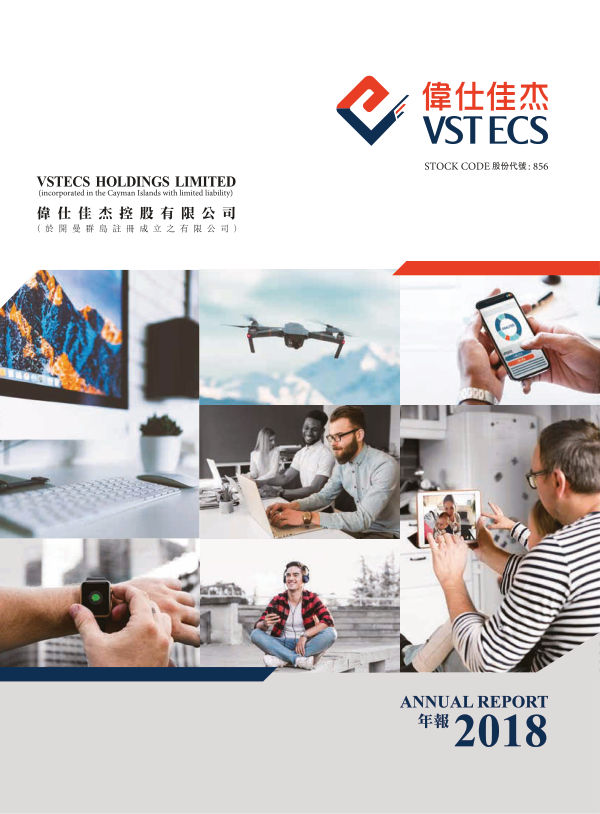 偉仕佳杰
VSTECS
STOCK CODE 股份代號: 856
VSTECS HOLDINGS LIMITED
(incorporated in the Cayman Islands with limited liability)
偉仕佳杰控股有限公司
(於開曼群島註冊成立之有限公司)
ANNUAL REPORT
年報 2018